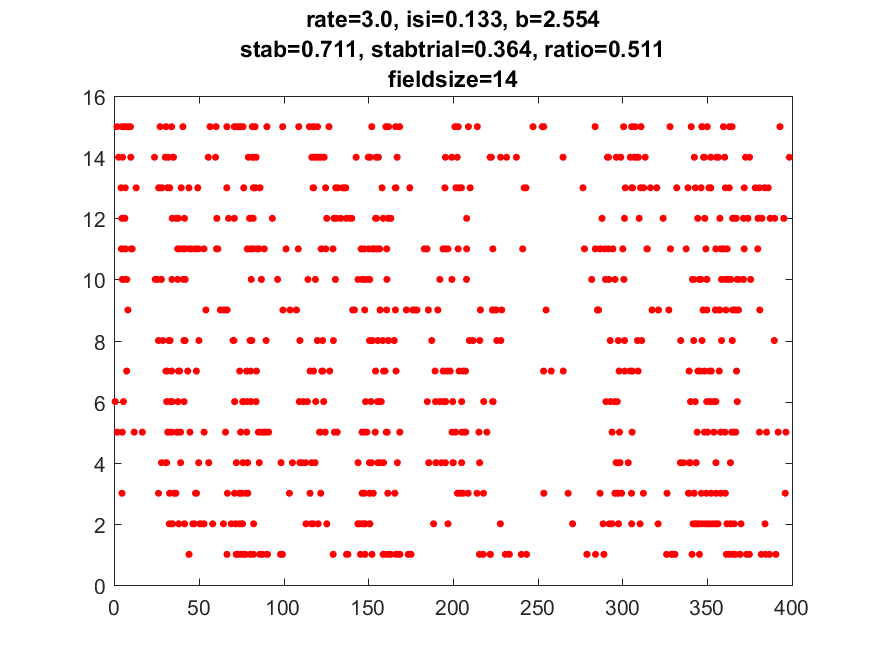 rate=3.0, isi=0.133, b=2.554
stab=0.711, stabtrial=0.364, ratio=0.511
fieldsize=14
16
14
12
10
8
6
4
2
0
0 50 100 150 200 250 300 350 400